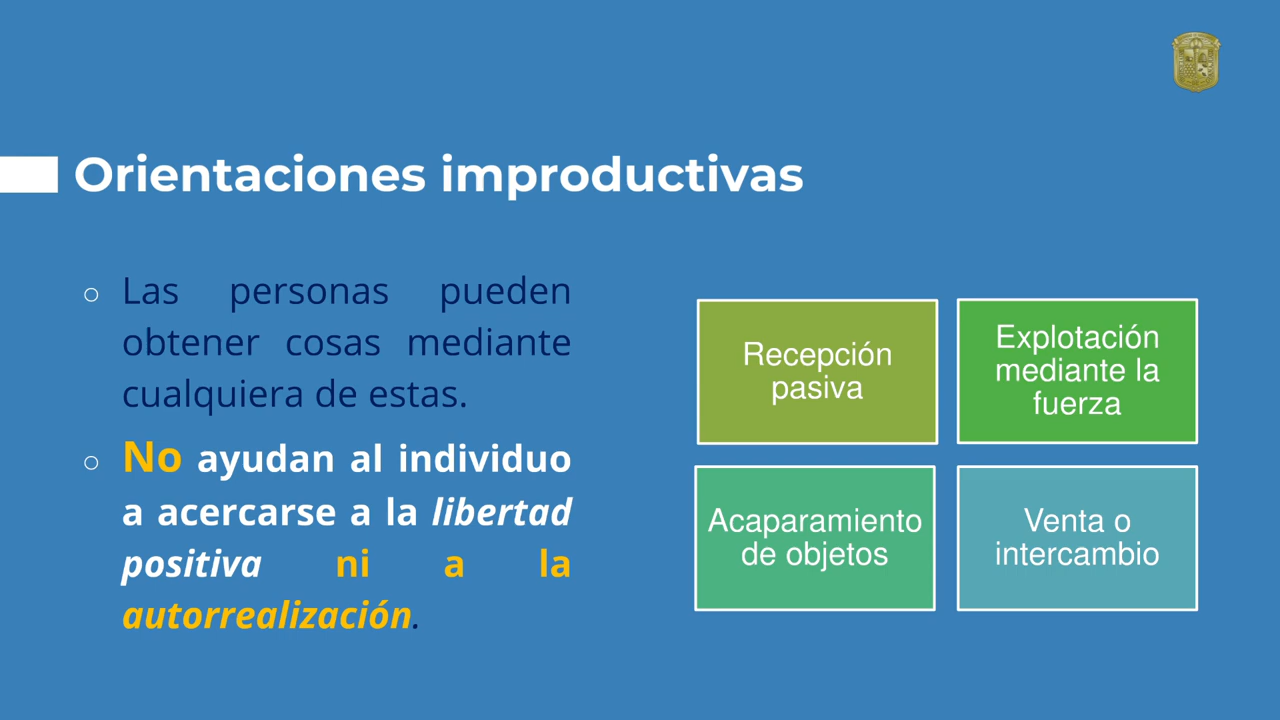 Orientaciones improductivas
○ Las personas pueden
obtener cosas mediante
cualquiera de estas.
○ No ayudan al individuo
a acercarse a la libertad
positiva ni a la
autorrealización.
Recepción
pasiva
Explotación
mediante la
fuerza
Acaparamiento
de objetos
Venta o
intercambio